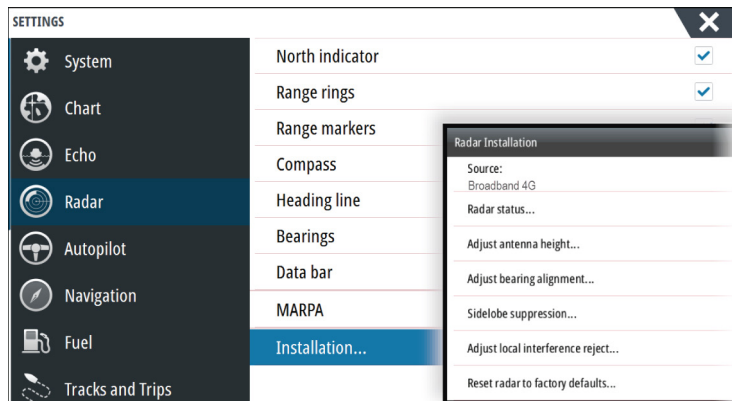 SETTINGS
System
Chart
Echo
Radar
Autopilot
Navigation
Fuel
Tracks and Trips
North indicator
Range rings
Range markers
Compass
Heading line
Bearings
Data bar
MARPA
Installation...
Radar Installation
Source:
Broadband 4G
Radar status...
Adjust antenna height...
Adjust bearing alignment...
Sidelobe suppression...
Adjust local interference reject...
Reset radar to factory defaults...